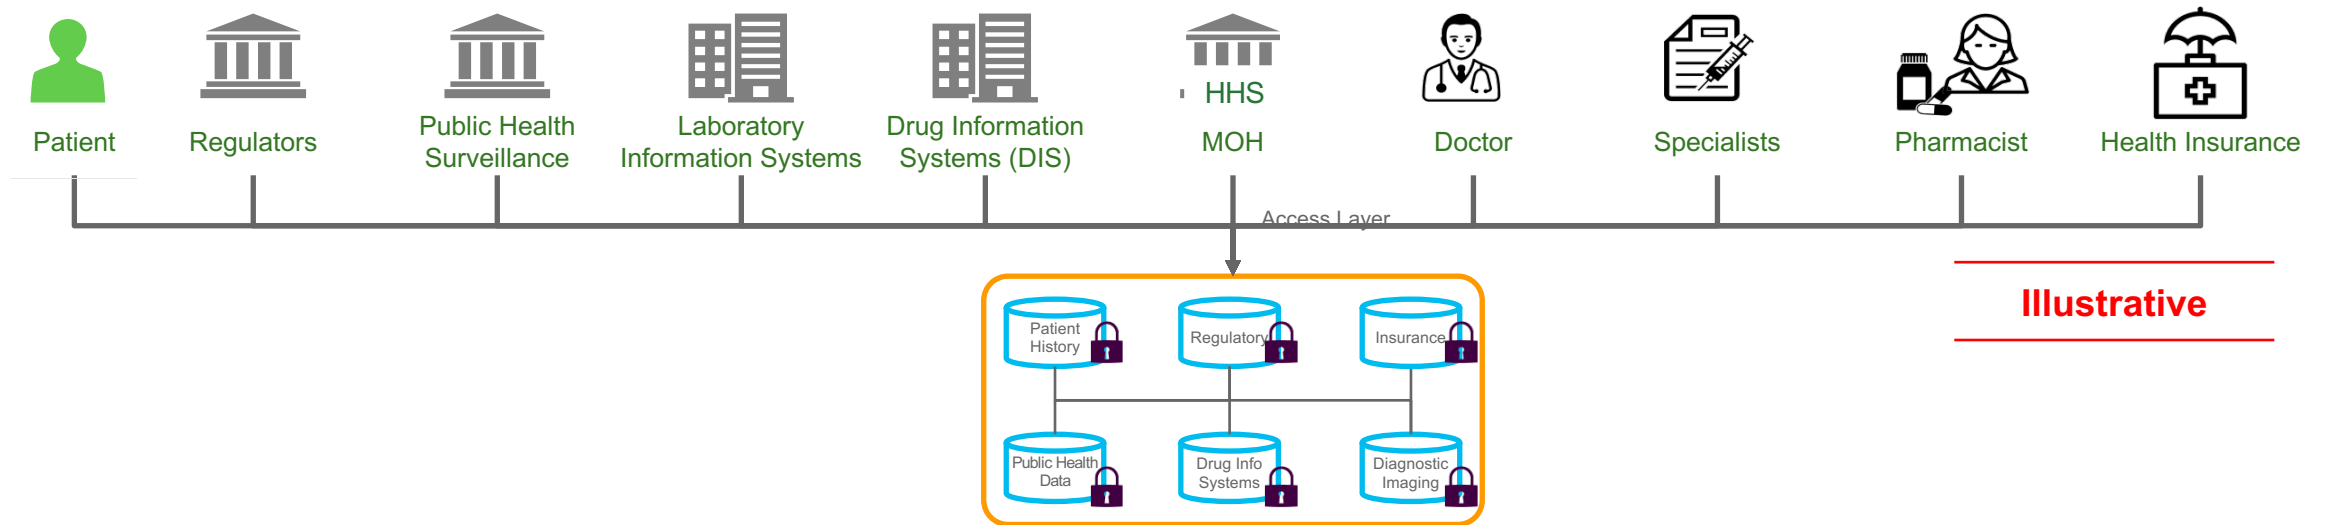 Patient
Regulators
Public Health
Surveillance
Laboratory
Information Systems
Drug Information
Systems (DIS)
HHS
MOH
Doctor
Specialists
Pharmacist
Health Insurance
Access Layer
Illustrative
Patient
History
Regulatory
Insurance
Public Health
Data
Drug Info
Systems
Diagnostic
Imaging